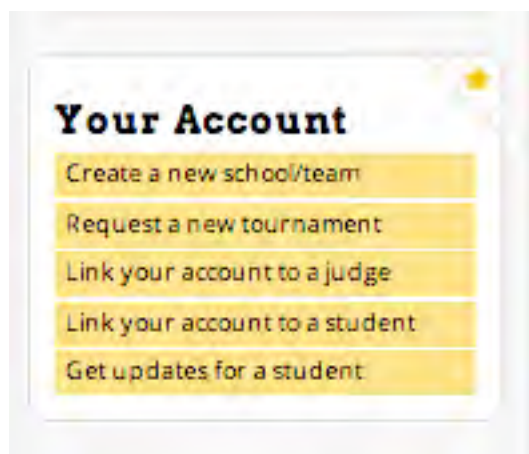 Your Account
Create a new school/team
Request a new tournament
Link your account to a judge
Link your account to a student
Get updates for a student